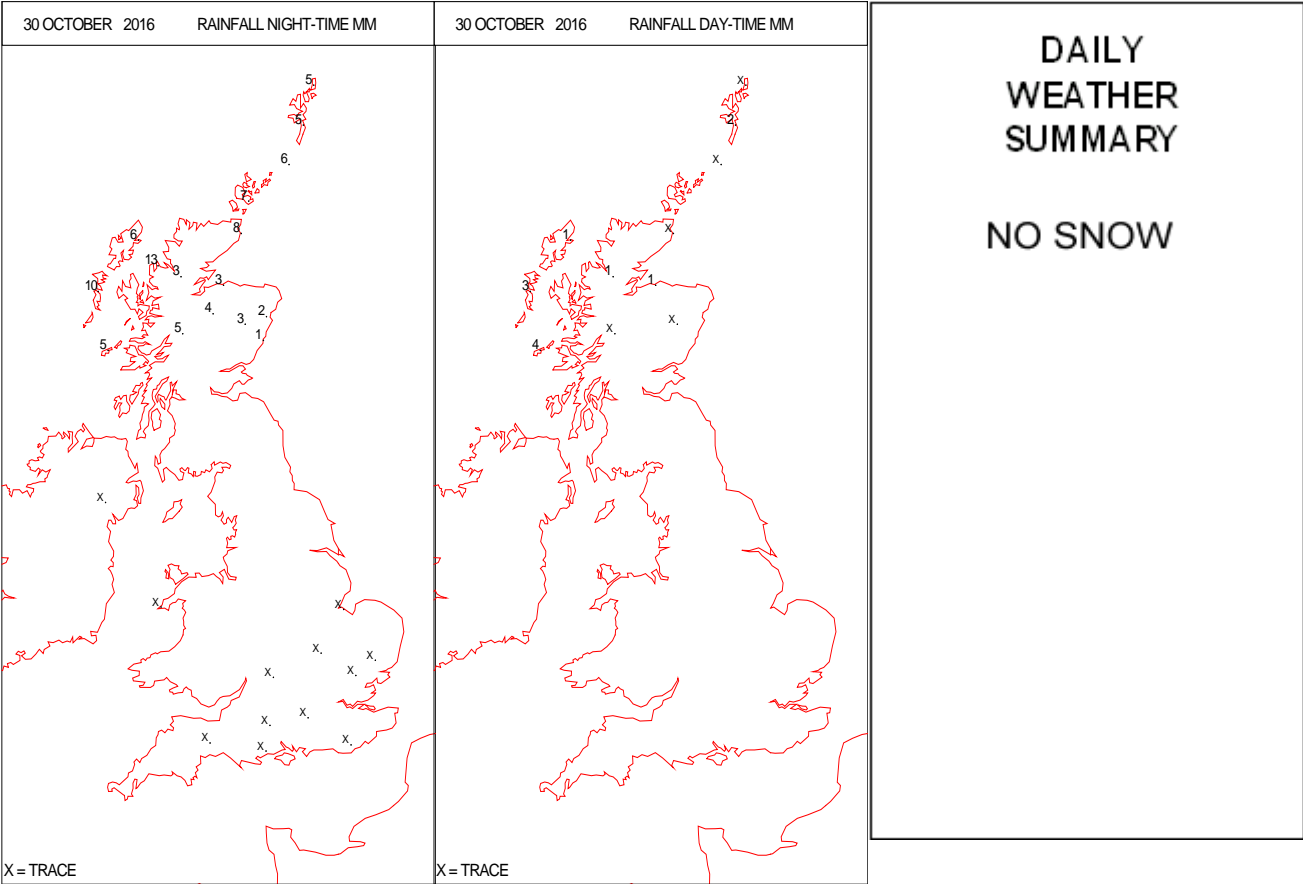 30 OCTOBER 2016 RAINFALL NIGHT-TIME MM
5
5
6
7
8
6
13
3
3
10
4
2
3
5
1
5
X
X
X
X
X
X
X
X
X
X
X
X
X = TRACE
30 OCTOBER 2016 RAINFALL DAY-TIME MM
X
2
X
X
1
1
1
3
X
X
4
X = TRACE
DAILY
WEATHER
SUMMARY
NO SNOW